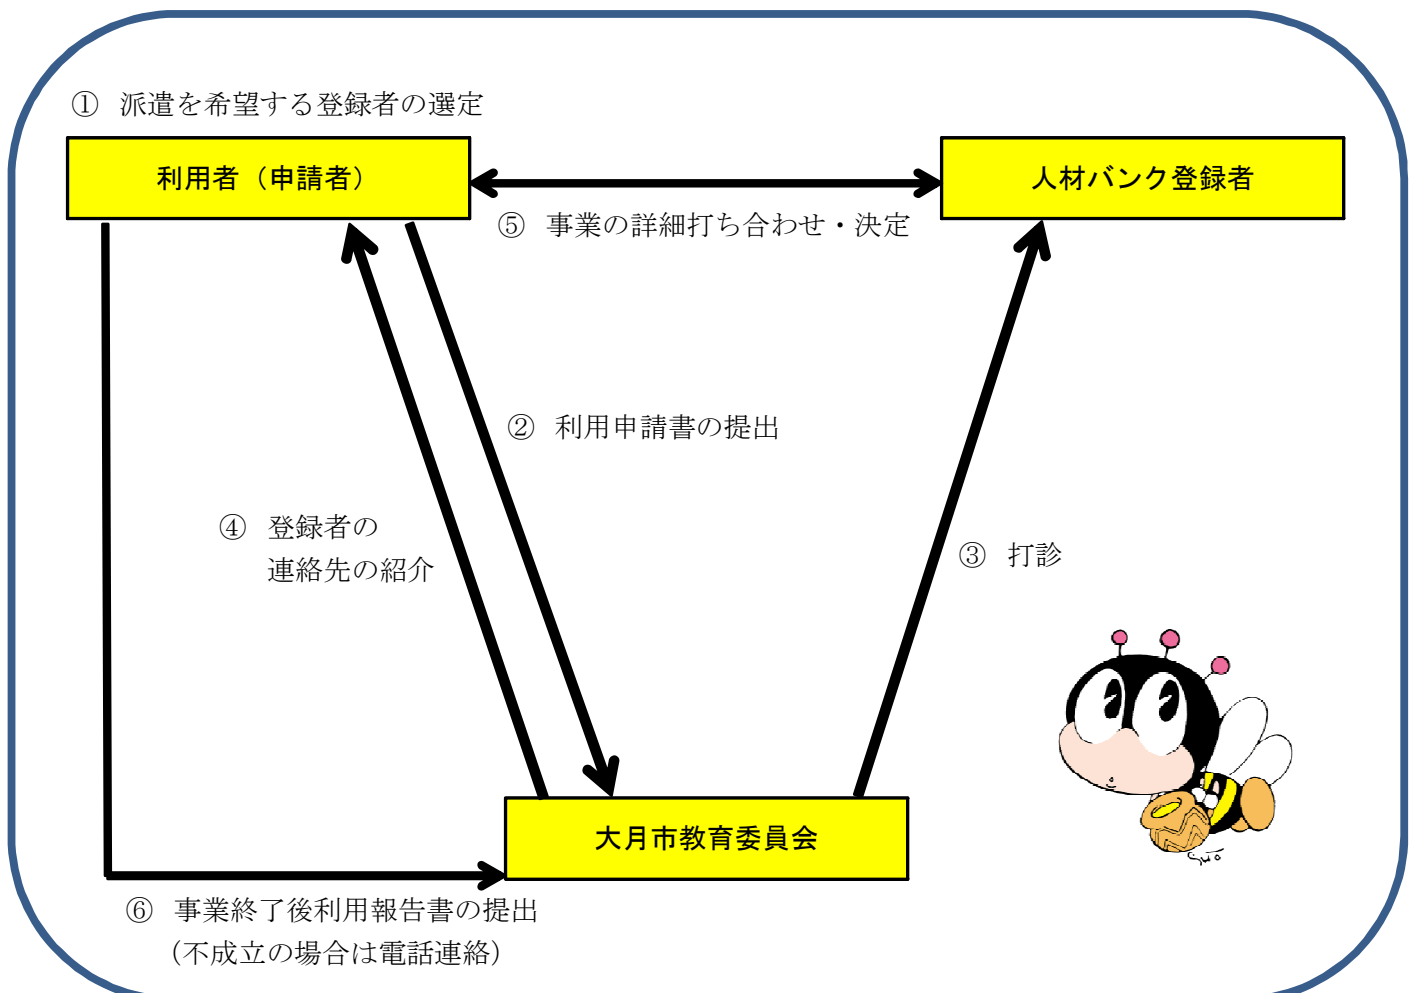 ① 派遣を希望する登録者の選定
利用者（申請者）
人材バンク登録者
⑤ 事業の詳細打ち合わせ・決定
② 利用申請書の提出
④ 登録者の
連絡先の紹介
③ 打診
大月市教育委員会
⑥ 事業終了後利用報告書の提出
（不成立の場合は電話連絡）